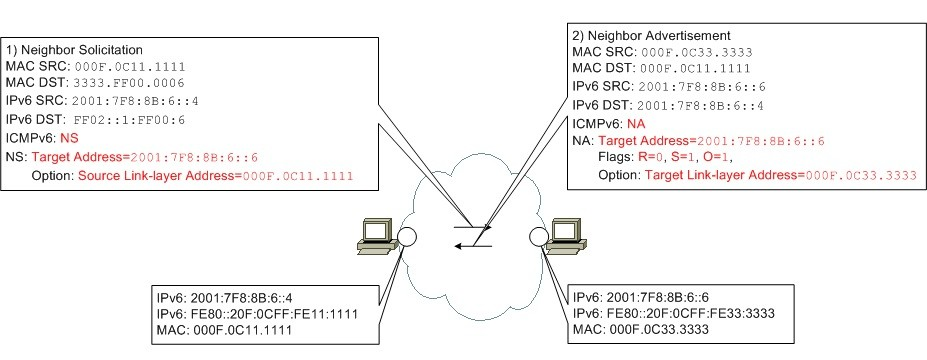 1) Neighbor Solicitation
MAC SRC: 000F.0C11.1111
MAC DST: 3333.FF00.0006
IPv6 SRC: 2001:7F8:8B:6::4
IPv6 DST: FF02::1:FF00:6
ICMPv6: NS
NS: Target Address=2001:7F8:8B:6::6
Option: Source Link-layer Address=000F.0C11.1111
2) Neighbor Advertisement
MAC SRC: 000F.0C33.3333
MAC DST: 000F.0C11.1111
IPv6 SRC: 2001:7F8:8B:6::6
IPv6 DST: 2001:7F8:8B:6::4
ICMPv6: NA
NA: Target Address=2001:7F8:8B:6::6
Flags: R=0, S=1, O=1,
Option: Target Link-layer Address=000F.0C33.3333
IPv6: 2001:7F8:8B:6::4
IPv6: FE80::20F:0CFF:FE11:1111
MAC: 000F.0C11.1111
IPv6: 2001:7F8:8B:6::6
IPv6: FE80::20F:0CFF:FE33:3333
MAC: 000F.0C33.3333